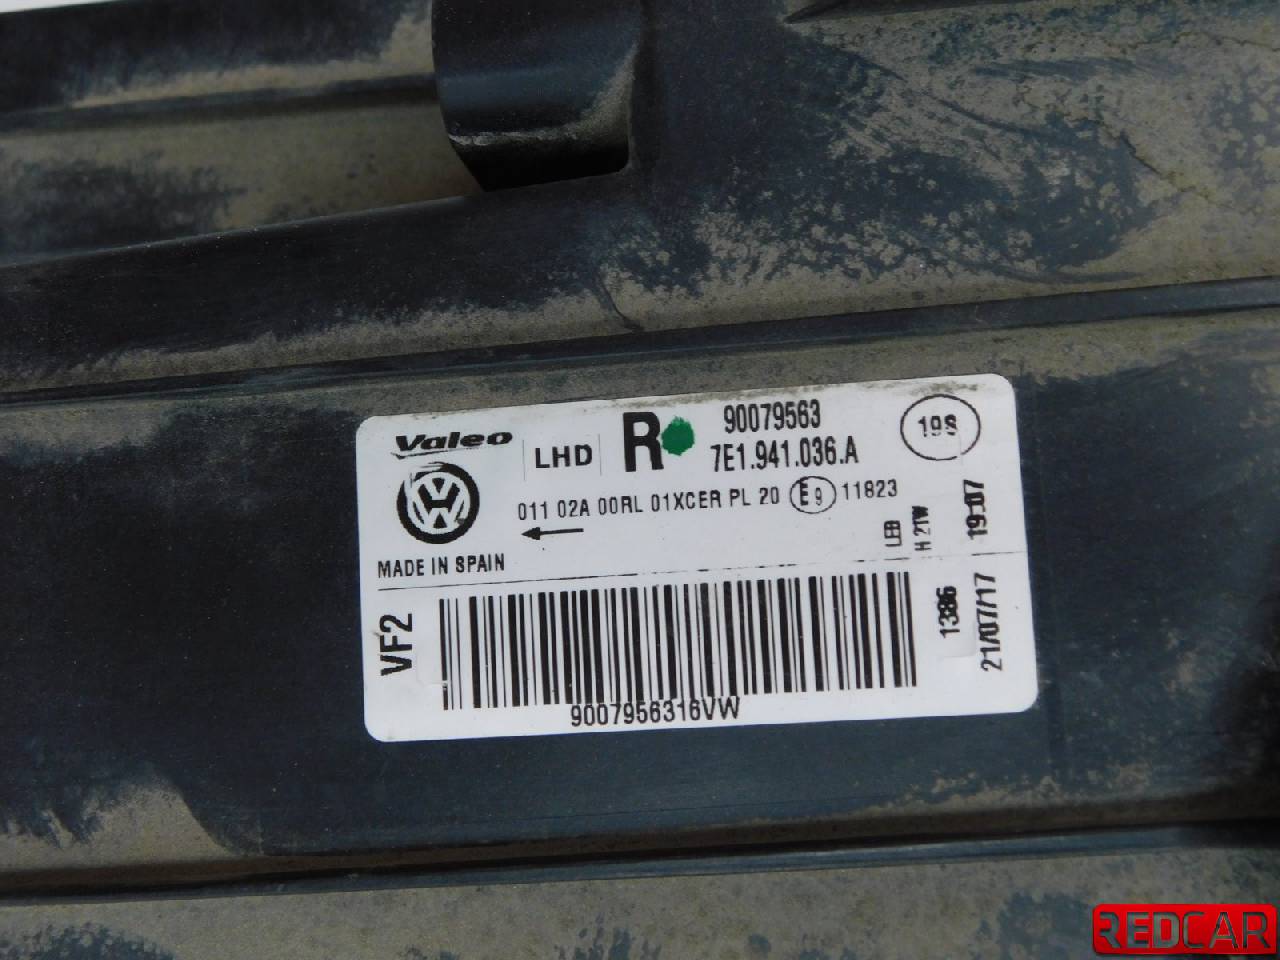 Valeo
LHD
R
90079563
7E1.941.036.A
19S
011 02A 00RL 01XCER PL 20 E9 11823
MADE IN SPAIN
LEB
H 21W
19:07
VF2
1386
21/07/17
9007956316VW
REDCAR